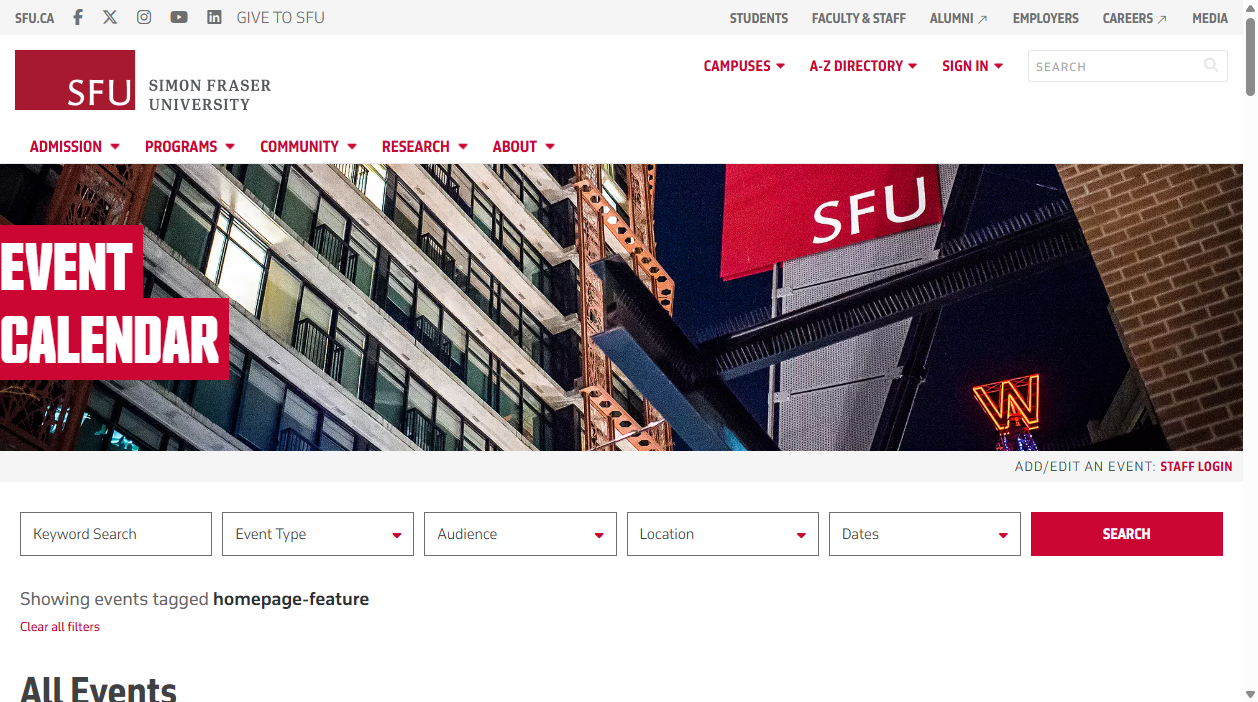 SFU.CA GIVE TO SFU STUDENTS FACULTY & STAFF ALUMNI EMPLOYERS CAREERS MEDIA
SFU SIMON FRASER UNIVERSITY
CAMPUSES A-Z DIRECTORY SIGN IN SEARCH
ADMISSION PROGRAMS COMMUNITY RESEARCH ABOUT
SFU
EVENT
CALENDAR
W
ADD/EDIT AN EVENT: STAFF LOGIN
Keyword Search Event Type Audience Location Dates SEARCH
Showing events tagged homepage-feature
Clear all filters
All Events